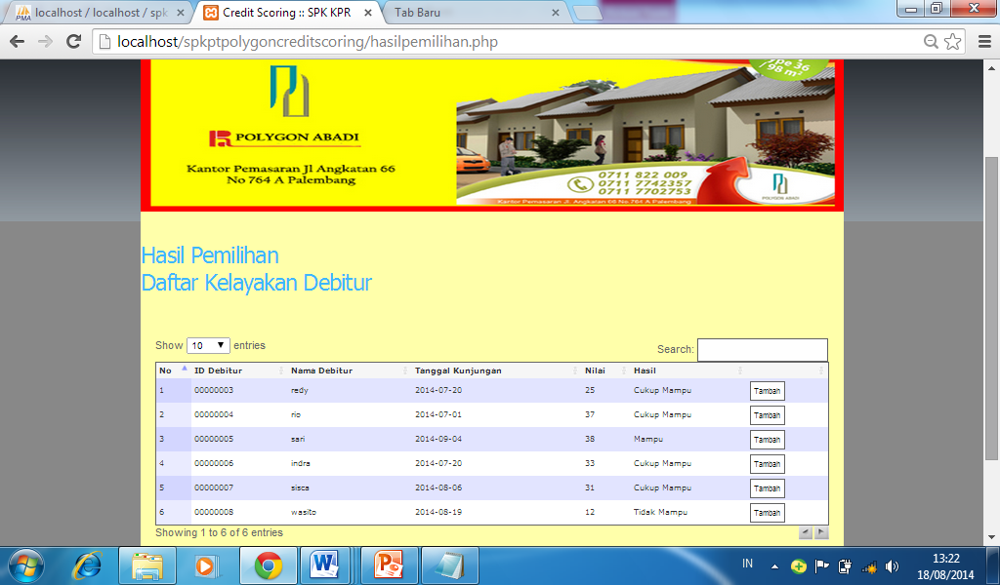 PMA localhost / localhost / spk
Credit Scoring :: SPK KPR
Tab Baru
localhost/spkptpolygoncreditscoring/hasilpemilihan.php
Type 36
/ 98 m²
POLYGON ABADI
Kantor Pemasaran Jl Angkatan 66
No 764 A Palembang
0711 822 009
0711 7742357
0711 7702753
POLYGON ABADI
Kantor Pemasaran Jl. Angkatan 66 No.764 A Palembang
Hasil Pemilihan
Daftar Kelayakan Debitur
Show 10 entries
Search:
No ID Debitur Nama Debitur Tanggal Kunjungan Nilai Hasil
1 00000003 redy 2014-07-20 25 Cukup Mampu Tambah
2 00000004 rio 2014-07-01 37 Cukup Mampu Tambah
3 00000005 sari 2014-09-04 38 Mampu Tambah
4 00000006 indra 2014-07-20 33 Cukup Mampu Tambah
5 00000007 sisca 2014-08-06 31 Cukup Mampu Tambah
6 00000008 wasito 2014-08-19 12 Tidak Mampu Tambah
Showing 1 to 6 of 6 entries
IN
13:22
18/08/2014